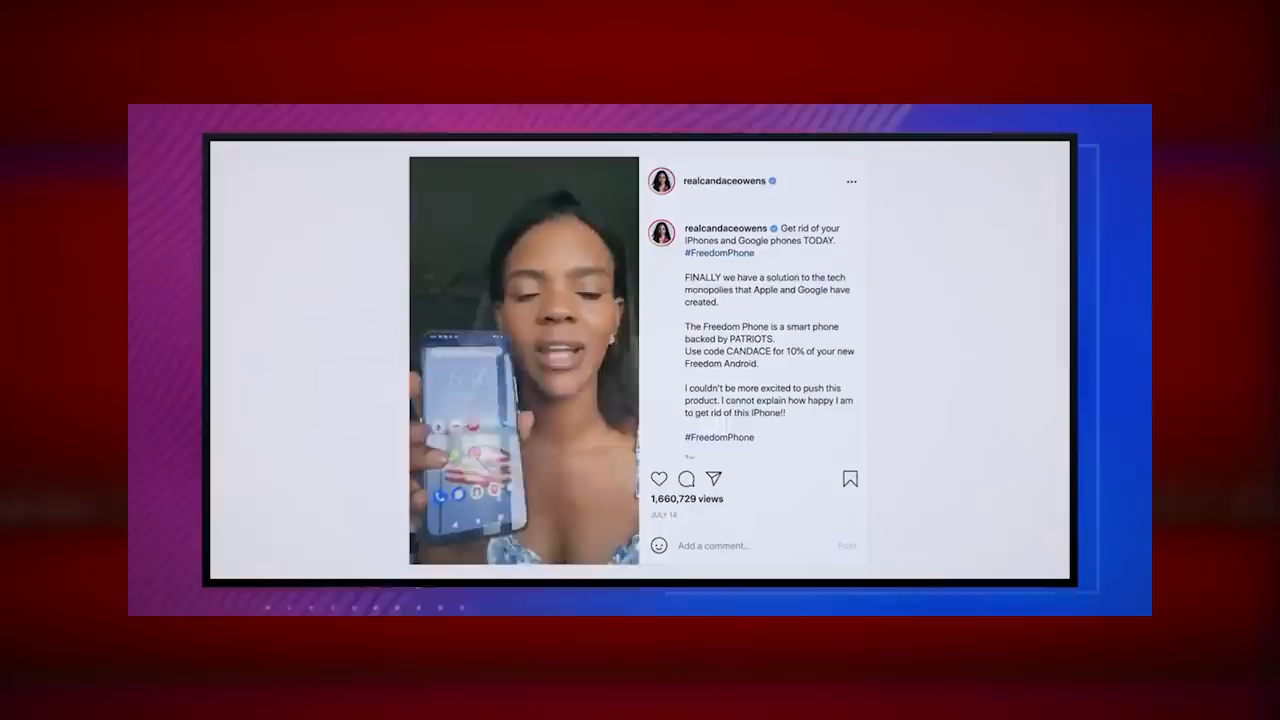 realcandaceowens
realcandaceowens Get rid of your
iPhones and Google phones TODAY.
#FreedomPhone
FINALLY we have a solution to the tech
monopolies that Apple and Google have
created.
The Freedom Phone is a smart phone
backed by PATRIOTS.
Use code CANDACE for 10% of your new
Freedom Android.
I couldn't be more excited to push this
product. I cannot explain how happy I am
to get rid of this iPhone!!
#FreedomPhone
1,660,729 views
JULY 14
Add a comment...
Post